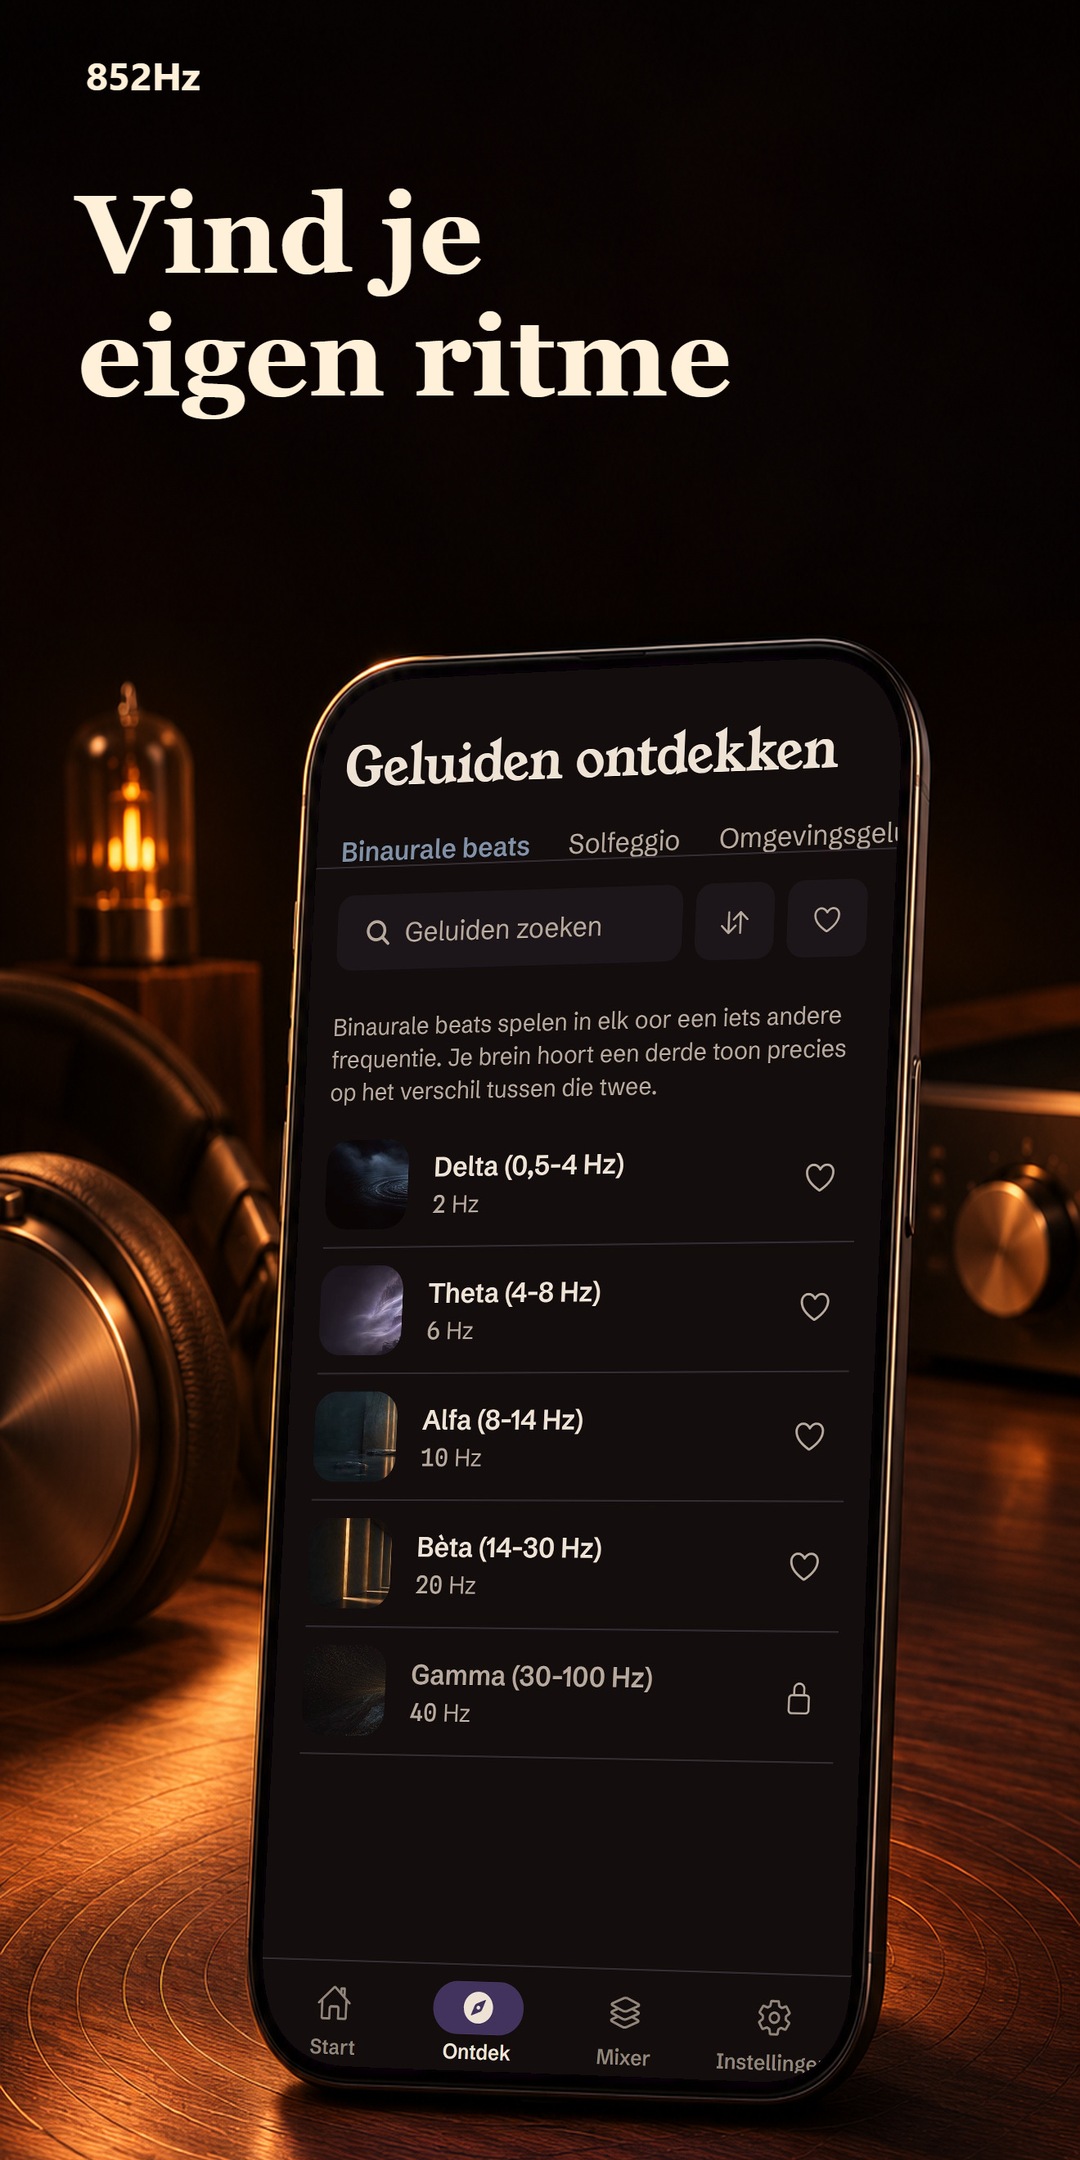 852Hz
Vind je
eigen ritme
Geluiden ontdekken
Binaurale beats Solfeggio Omgevingsgelu
Geluiden zoeken
Binaurale beats spelen in elk oor een iets andere
frequentie. Je brein hoort een derde toon precies
op het verschil tussen die twee.
Delta (0,5-4 Hz)
2 Hz
Theta (4-8 Hz)
6 Hz
Alfa (8-14 Hz)
10 Hz
Bèta (14-30 Hz)
20 Hz
Gamma (30-100 Hz)
40 Hz
Start Ontdek Mixer Instellinge